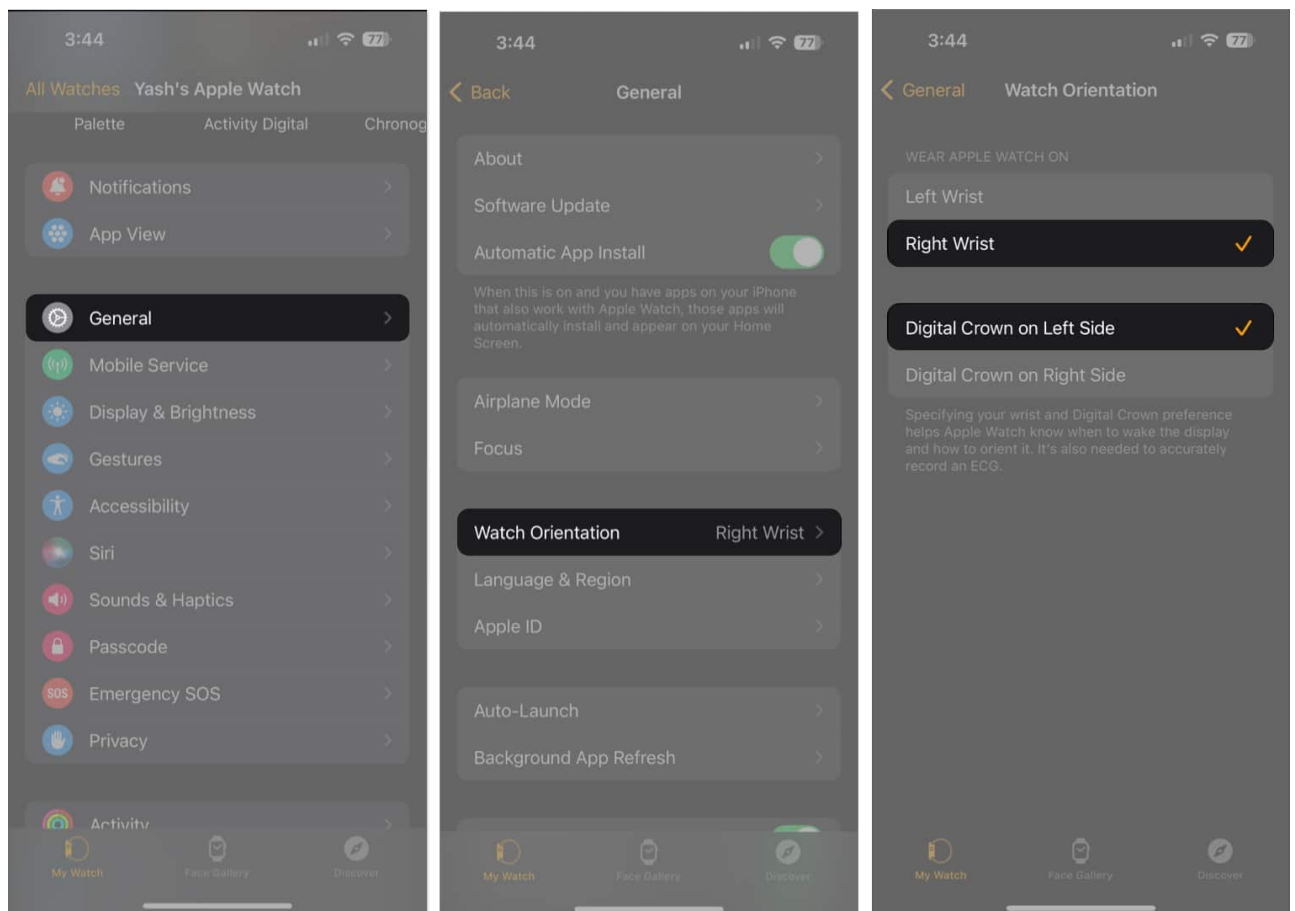 3:44
77
All Watches Yash's Apple Watch
Palette Activity Digital Chronog
Notifications
App View
General
Mobile Service
Display & Brightness
Gestures
Accessibility
Siri
Sounds & Haptics
Passcode
SOS Emergency SOS
Privacy
Activity
My Watch Face Gallery Discover
3:44
77
Back General
About
Software Update
Automatic App Install
When this is on and you have apps on your iPhone
that also work with Apple Watch, those apps will
automatically install and appear on your Home
Screen.
Airplane Mode
Focus
Watch Orientation Right Wrist
Language & Region
Apple ID
Auto-Launch
Background App Refresh
My Watch Face Gallery Discover
3:44
77
General Watch Orientation
WEAR APPLE WATCH ON
Left Wrist
Right Wrist
Digital Crown on Left Side
Digital Crown on Right Side
Specifying your wrist and Digital Crown preference
helps Apple Watch know when to wake the display
and how to orient it. It's also needed to accurately
record an ECG.
My Watch Face Gallery Discover